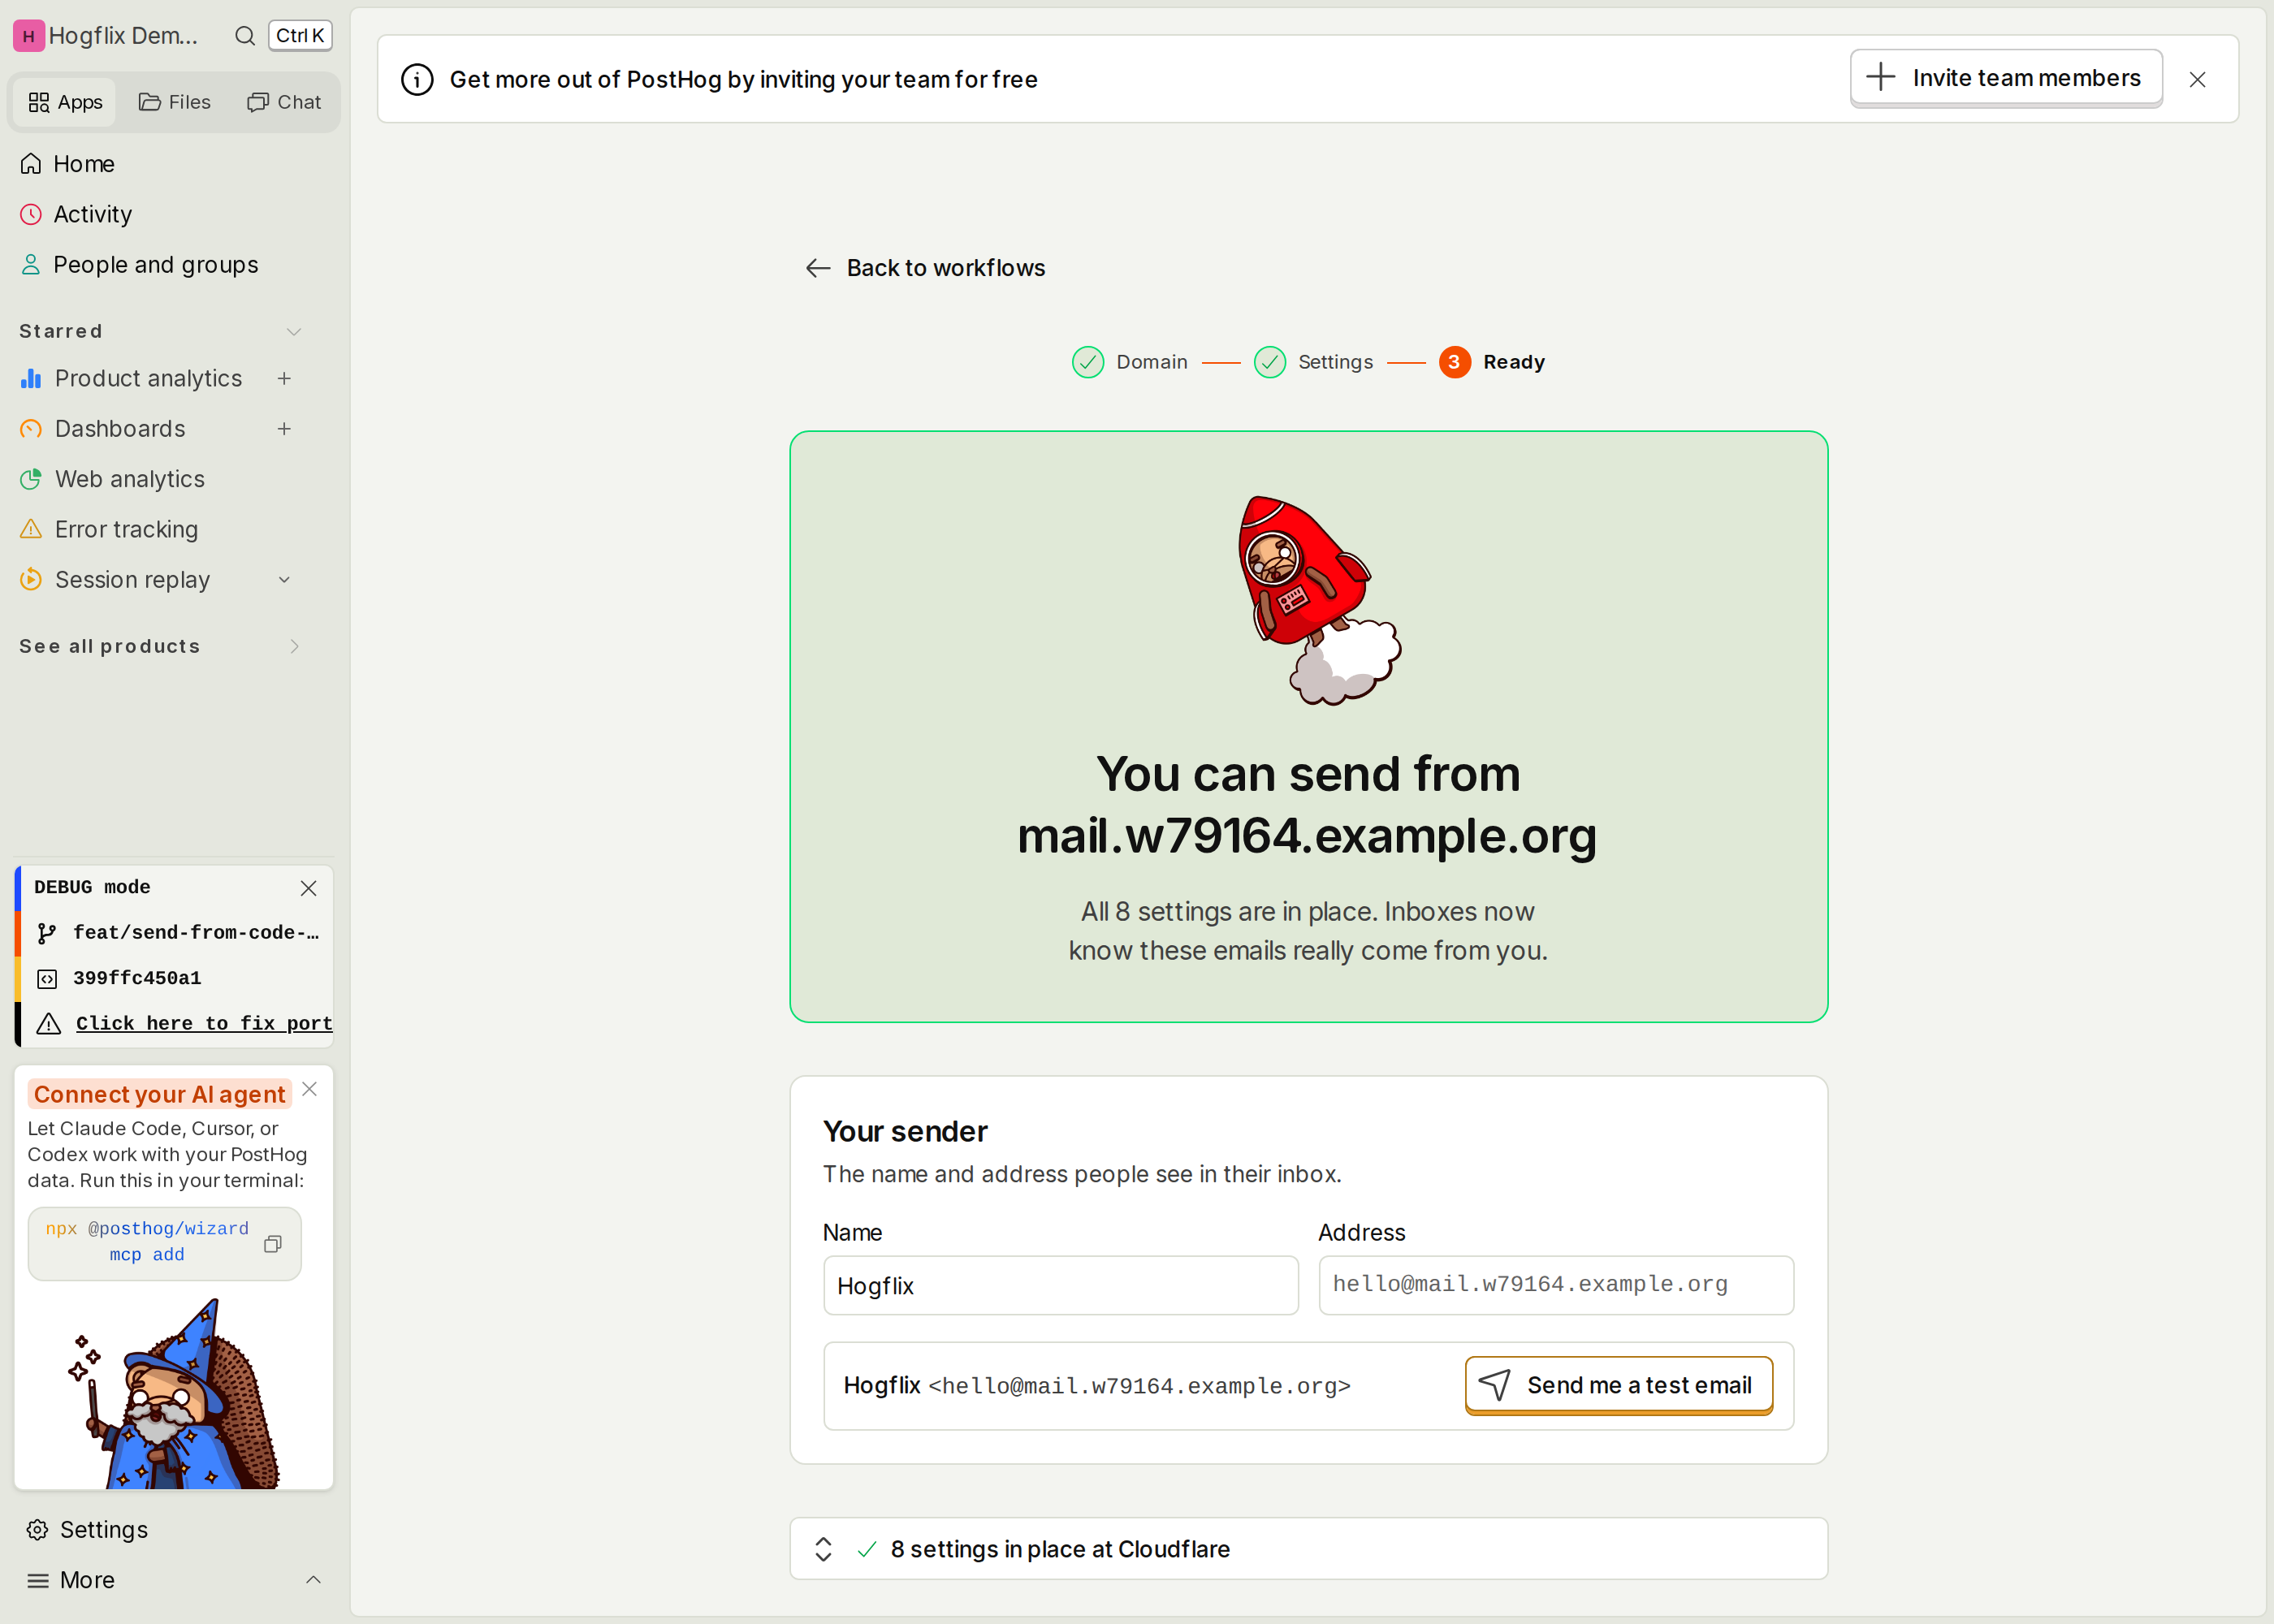 H Hogflix Dem... Ctrl K
Apps Files Chat
Home
Activity
People and groups
Starred
Product analytics
Dashboards
Web analytics
Error tracking
Session replay
See all products
DEBUG mode
feat/send-from-code-…
399ffc450a1
Click here to fix port
Connect your AI agent
Let Claude Code, Cursor, or
Codex work with your PostHog
data. Run this in your terminal:
npx @posthog/wizard
mcp add
Settings
More
Get more out of PostHog by inviting your team for free
Invite team members
Back to workflows
Domain Settings 3 Ready
You can send from
mail.w79164.example.org
All 8 settings are in place. Inboxes now
know these emails really come from you.
Your sender
The name and address people see in their inbox.
Name Address
Hogflix hello@mail.w79164.example.org
Hogflix <hello@mail.w79164.example.org> Send me a test email
8 settings in place at Cloudflare